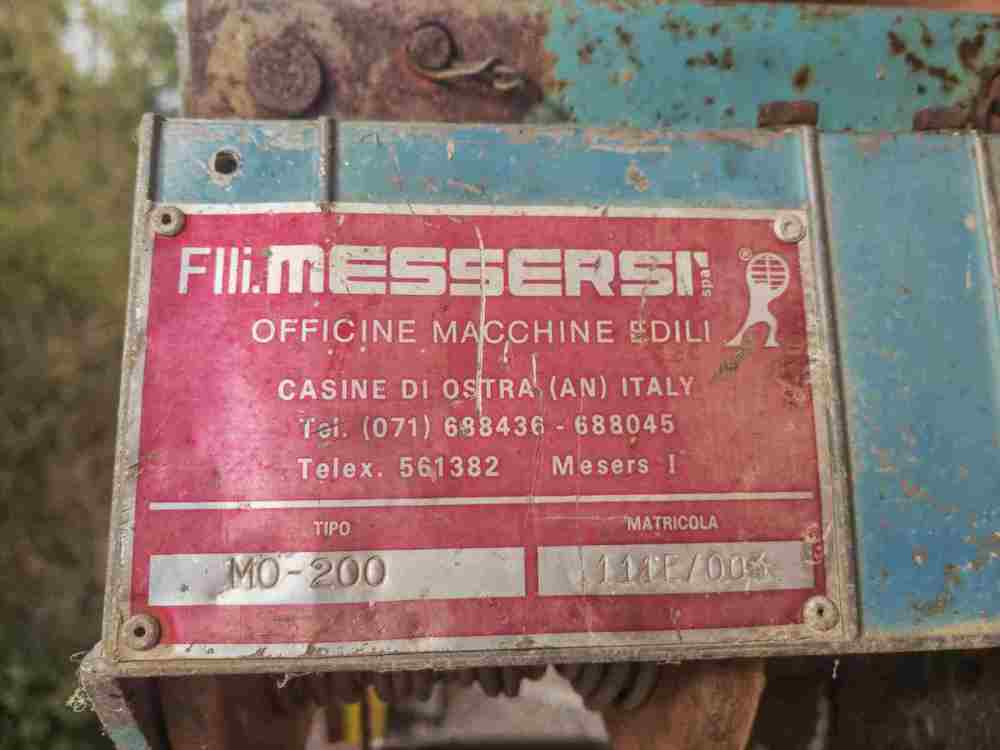 Flli. MESSERSI' spa ®
OFFICINE MACCHINE EDILI
CASINE DI OSTRA (AN) ITALY
Tel. (071) 688436 - 688045
Telex. 561382 Mesers I
TIPO MATRICOLA
MO-200